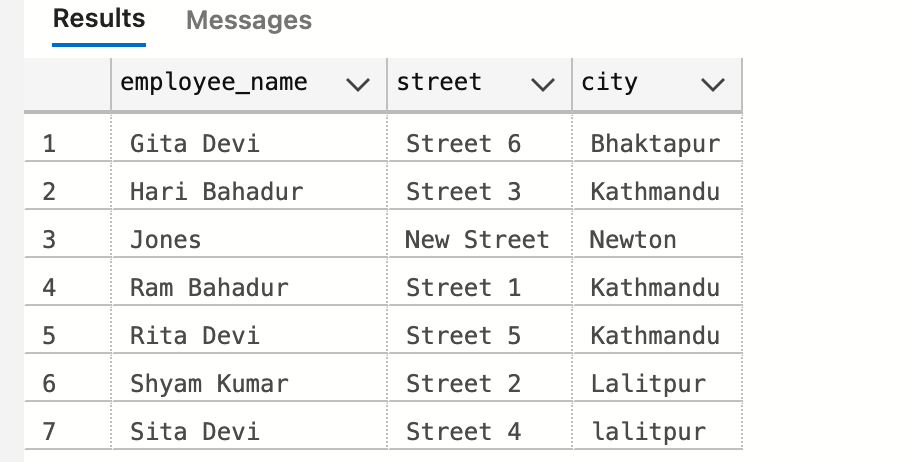 Results Messages
employee_name street city
1 Gita Devi Street 6 Bhaktapur
2 Hari Bahadur Street 3 Kathmandu
3 Jones New Street Newton
4 Ram Bahadur Street 1 Kathmandu
5 Rita Devi Street 5 Kathmandu
6 Shyam Kumar Street 2 Lalitpur
7 Sita Devi Street 4 lalitpur